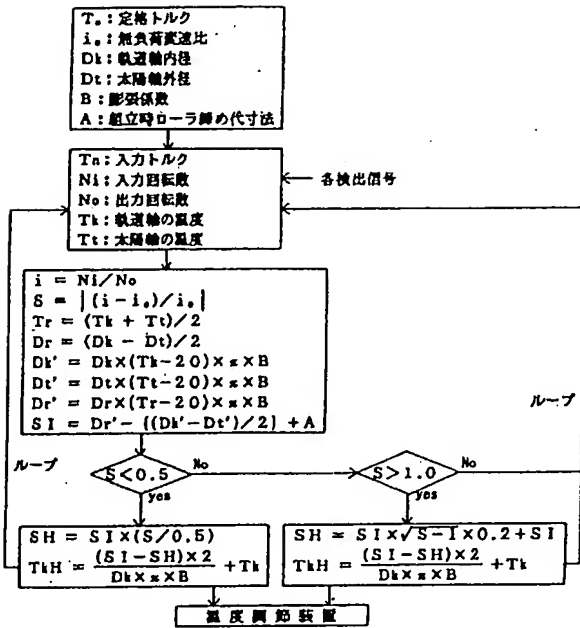 T。:定格トルク
i。:無負荷変速比
Dk:軌道軸内径
Dt:太陽軸外径
B:膨張係数
A:組立時ローラ締め代寸法
Tn:入力トルク
Ni:入力回転数
No:出力回転数
Tk:軌道軸の温度
Tt:太陽軸の温度
各検出信号
i = Ni/No
S = |(i-i。)/i。|
Tr = (Tk + Tt)/2
Dr = (Dk - Dt)/2
Dk' = Dk×(Tk-20)×π×B
Dt' = Dt×(Tt-20)×π×B
Dr' = Dr×(Tr-20)×π×B
SI = Dr'-{(Dk'-Dt')/2} + A
ループ
ループ
S<0.5
No
yes
S>1.0
No
yes
SH = SI×(S/0.5)
TkH = (SI-SH)×2 / Dk×π×B + Tk
SH = SI×√S-I×0.2+SI
TkH = (SI-SH)×2 / Dk×π×B + Tk
温度調節装置